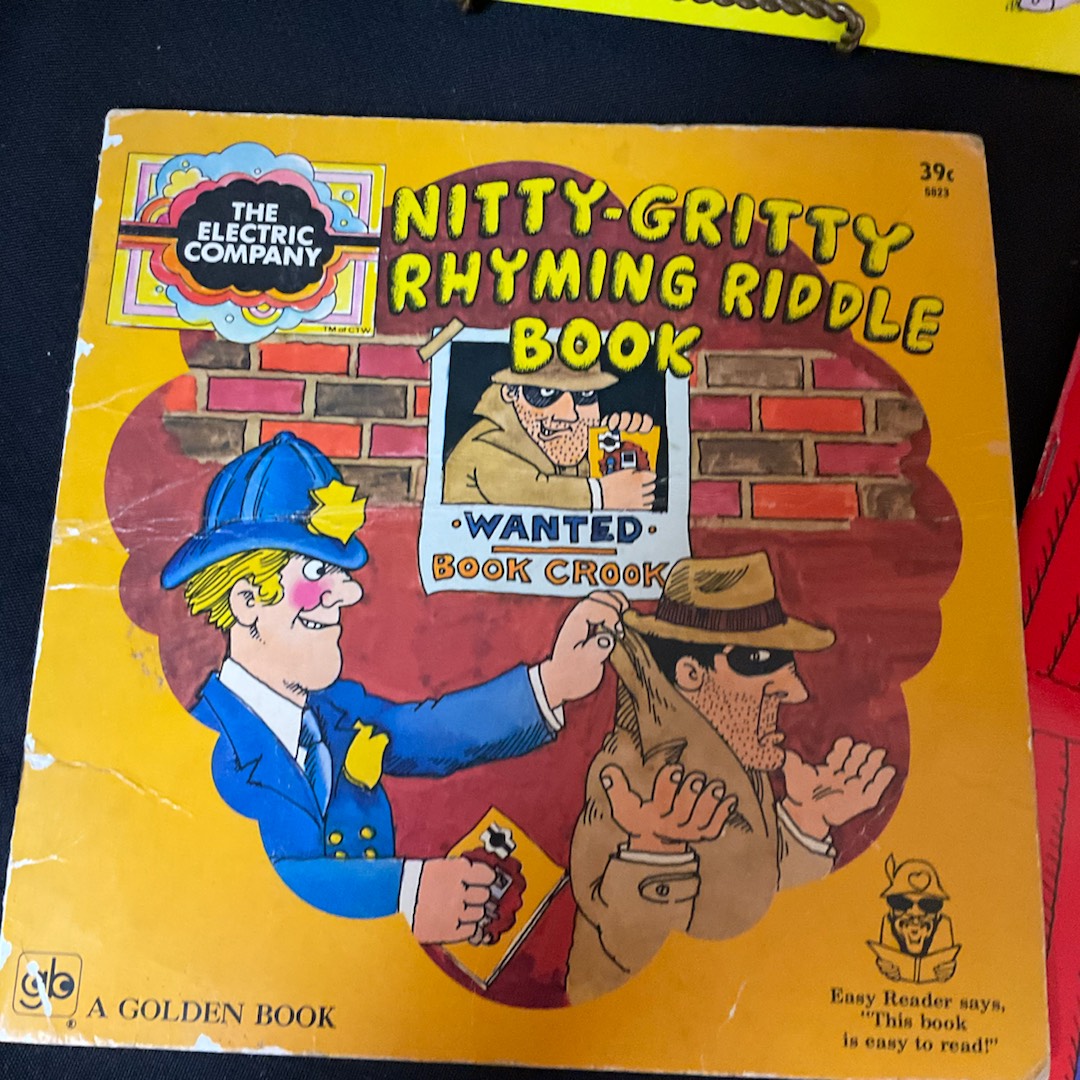 THE
ELECTRIC
COMPANY
TM of CTW
NITTY-GRITTY
RHYMING RIDDLE
BOOK
39¢
5823
·WANTED·
BOOK CROOK
gb
®
A GOLDEN BOOK
Easy Reader says,
"This book
is easy to read!"